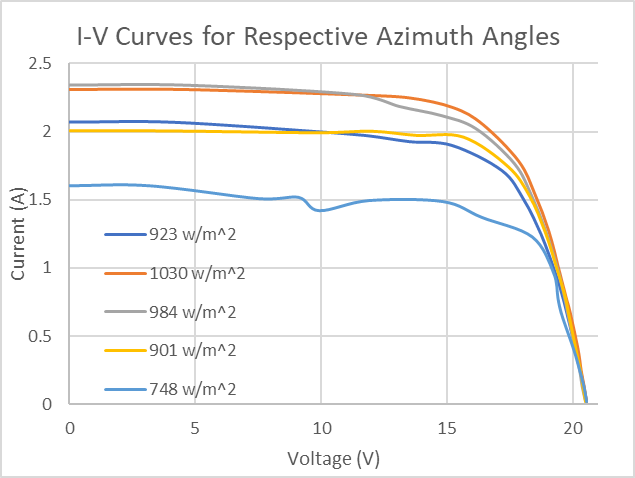 I-V Curves for Respective Azimuth Angles
2.5
2
1.5
1
0.5
0
Current (A)
923 w/m^2
1030 w/m^2
984 w/m^2
901 w/m^2
748 w/m^2
0 5 10 15 20
Voltage (V)